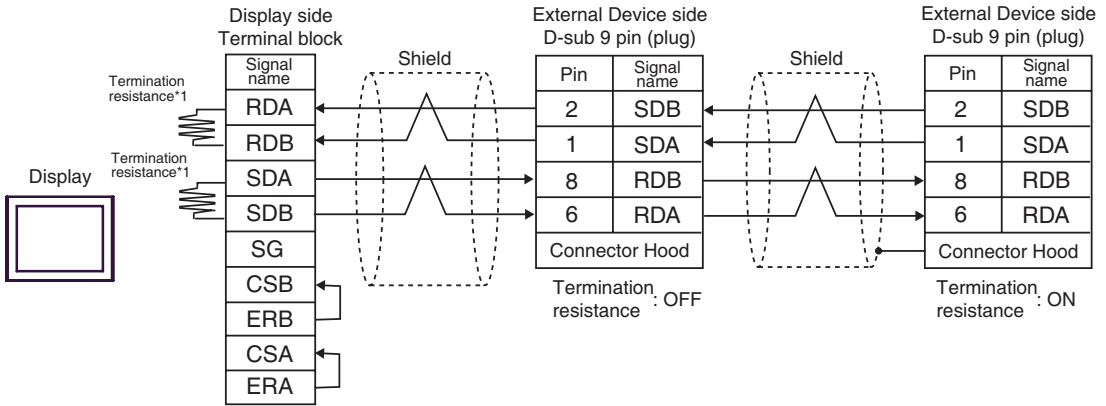 Display side
Terminal block
External Device side
D-sub 9 pin (plug)
External Device side
D-sub 9 pin (plug)
Signal
name
Shield
Pin
Signal
name
Shield
Pin
Signal
name
Termination
resistance*1
RDA
2
SDB
2
SDB
RDB
1
SDA
1
SDA
Termination
resistance*1
Display
SDA
8
RDB
8
RDB
SDB
6
RDA
6
RDA
SG
Connector Hood
Connector Hood
CSB
Termination
resistance : OFF
Termination
resistance : ON
ERB
CSA
ERA